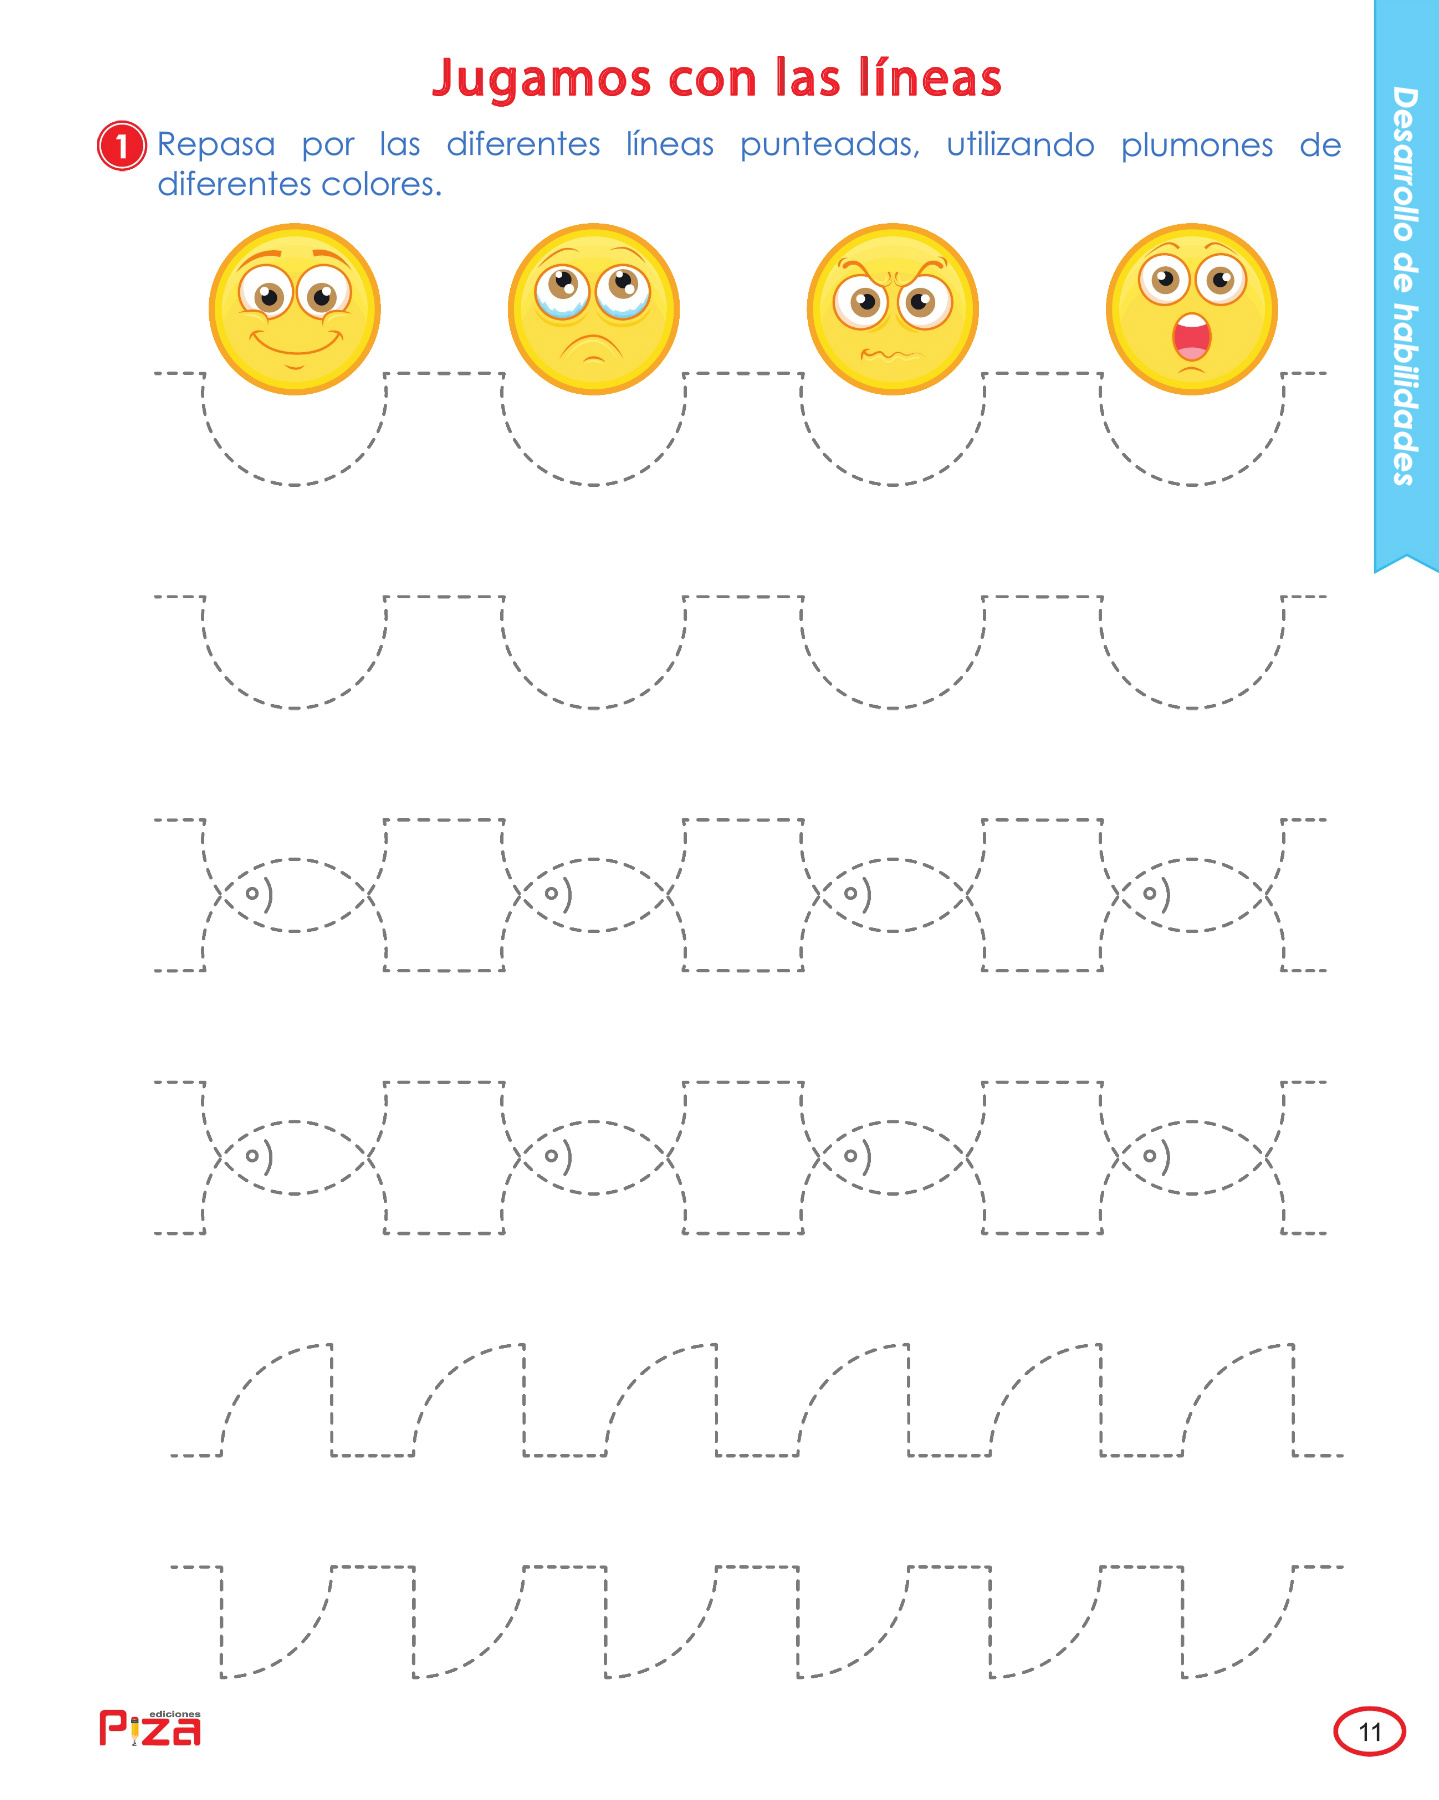 Jugamos con las líneas
1 Repasa por las diferentes líneas punteadas, utilizando plumones de
diferentes colores.
Desarrollo de habilidades
ediciones
Piza
11